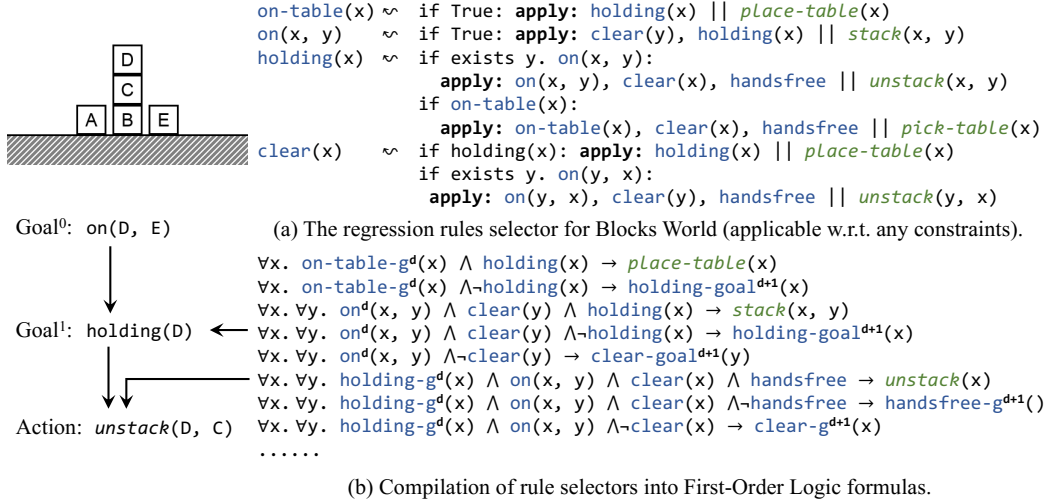 on-table(x) ⬿ if True: apply: holding(x) || place-table(x)
on(x, y) ⬿ if True: apply: clear(y), holding(x) || stack(x, y)
holding(x) ⬿ if exists y. on(x, y):
apply: on(x, y), clear(x), handsfree || unstack(x, y)
if on-table(x):
apply: on-table(x), clear(x), handsfree || pick-table(x)
clear(x) ⬿ if holding(x): apply: holding(x) || place-table(x)
if exists y. on(y, x):
apply: on(y, x), clear(y), handsfree || unstack(y, x)
D
C
A B E
(a) The regression rules selector for Blocks World (applicable w.r.t. any constraints).
Goal⁰: on(D, E)
Goal¹: holding(D)
Action: unstack(D, C)
∀x. on-table-gᵈ(x) ∧ holding(x) → place-table(x)
∀x. on-table-gᵈ(x) ∧¬holding(x) → holding-goalᵈ⁺¹(x)
∀x. ∀y. onᵈ(x, y) ∧ clear(y) ∧ holding(x) → stack(x, y)
∀x. ∀y. onᵈ(x, y) ∧ clear(y) ∧¬holding(x) → holding-goalᵈ⁺¹(x)
∀x. ∀y. onᵈ(x, y) ∧¬clear(y) → clear-goalᵈ⁺¹(y)
∀x. ∀y. holding-gᵈ(x) ∧ on(x, y) ∧ clear(x) ∧ handsfree → unstack(x)
∀x. ∀y. holding-gᵈ(x) ∧ on(x, y) ∧ clear(x) ∧¬handsfree → handsfree-gᵈ⁺¹()
∀x. ∀y. holding-gᵈ(x) ∧ on(x, y) ∧¬clear(x) → clear-gᵈ⁺¹(x)
......
(b) Compilation of rule selectors into First-Order Logic formulas.